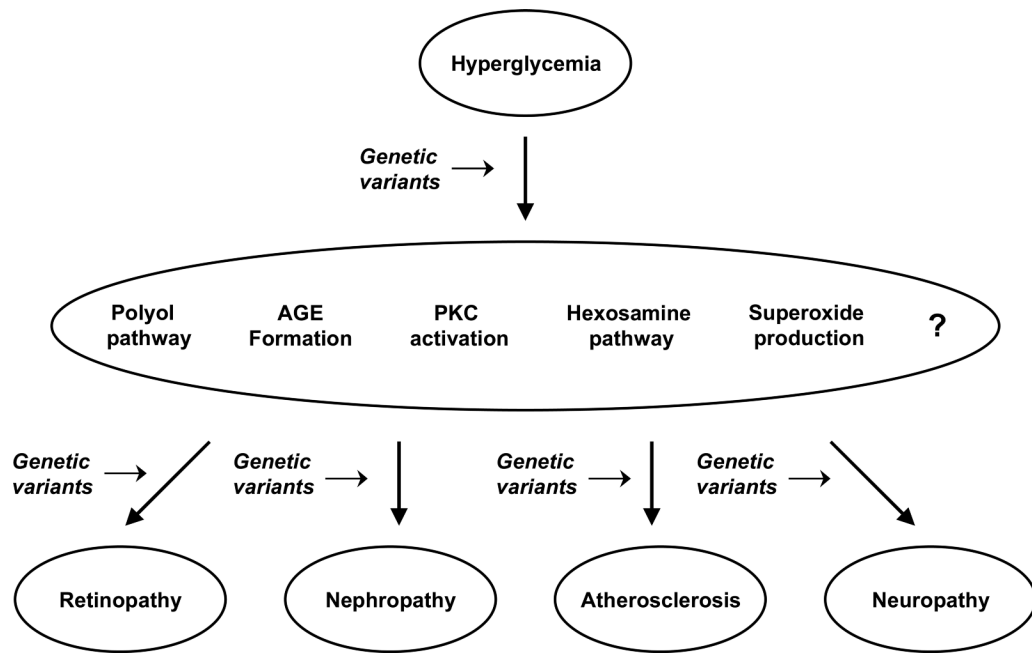 Hyperglycemia
Genetic
variants
Polyol
pathway
AGE
Formation
PKC
activation
Hexosamine
pathway
Superoxide
production
?
Genetic
variants
Genetic
variants
Genetic
variants
Genetic
variants
Retinopathy
Nephropathy
Atherosclerosis
Neuropathy